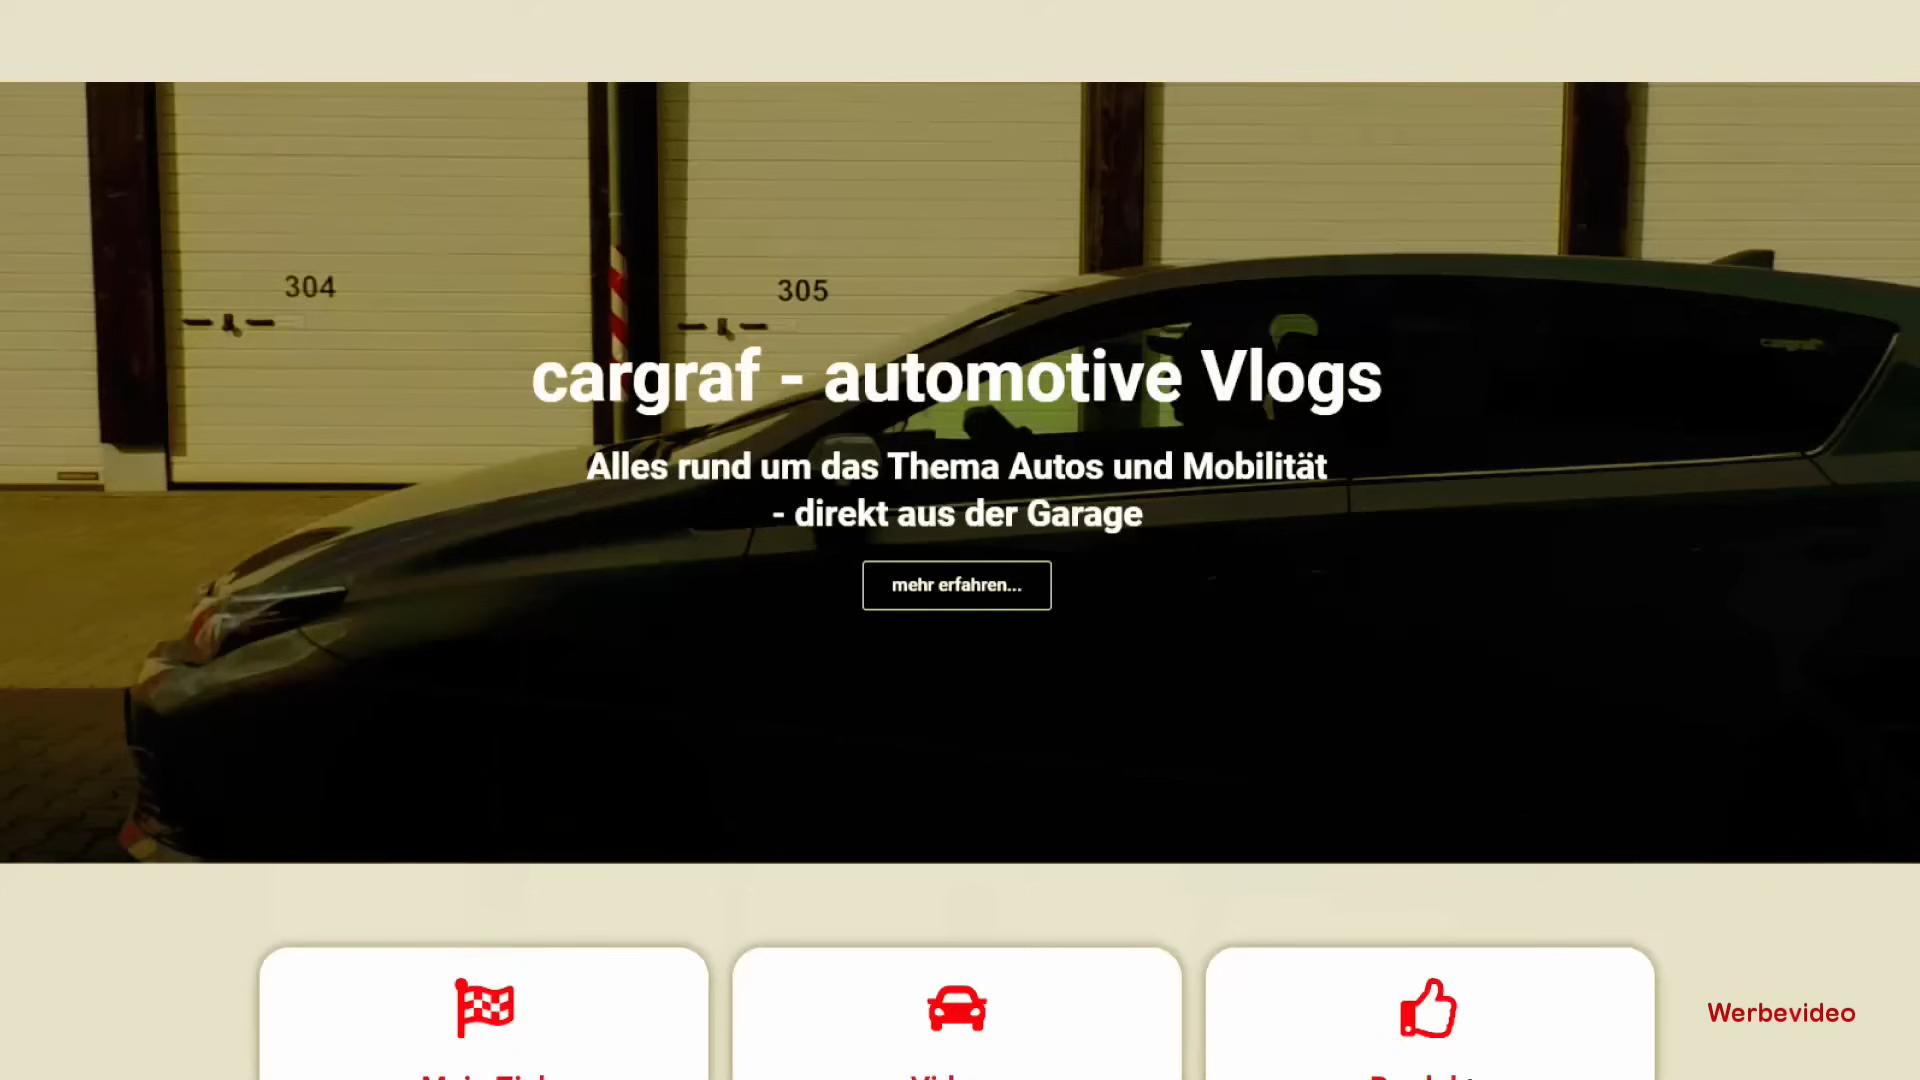 304
305
cargraf - automotive Vlogs
Alles rund um das Thema Autos und Mobilität
- direkt aus der Garage
mehr erfahren...
Werbevideo